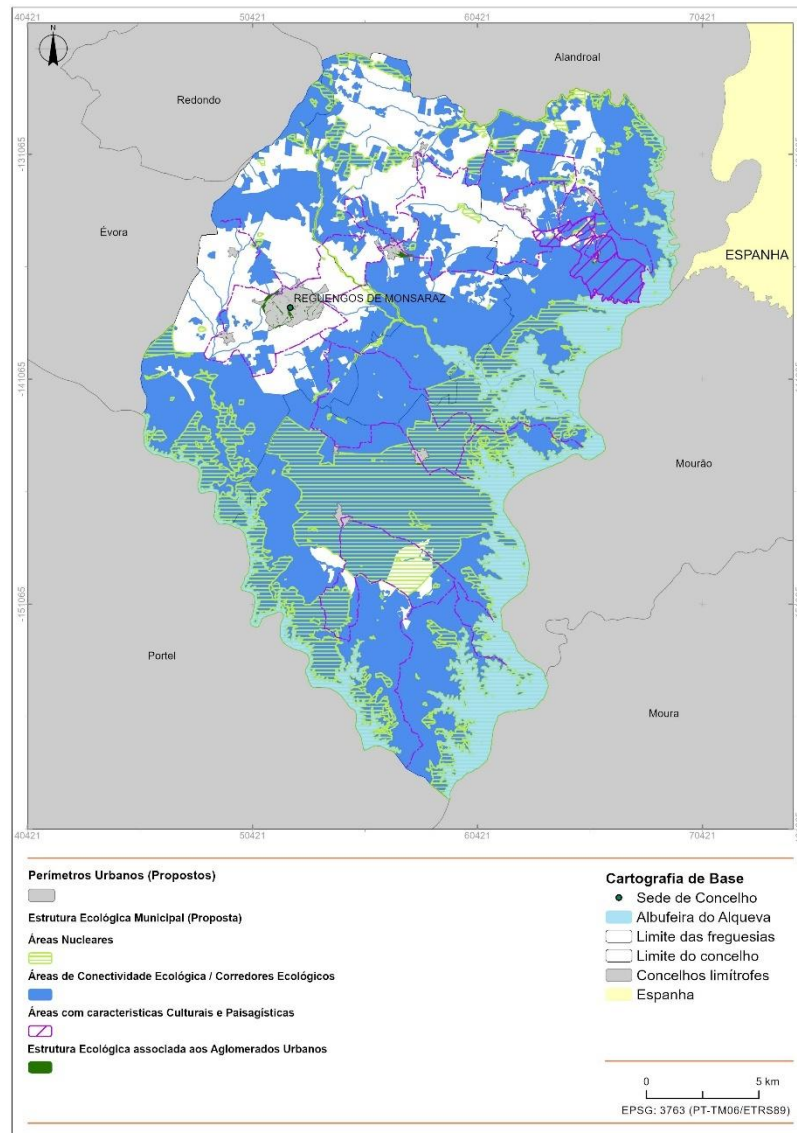 40421
50421
60421
70421
N
Alandroal
Redondo
-131065
Évora
ESPANHA
REGUENGOS DE MONSARAZ
-141065
Mourão
-151065
Portel
Moura
40421
50421
60421
70421
Perímetros Urbanos (Propostos)
Estrutura Ecológica Municipal (Proposta)
Áreas Nucleares
Áreas de Conectividade Ecológica / Corredores Ecológicos
Áreas com características Culturais e Paisagísticas
Estrutura Ecológica associada aos Aglomerados Urbanos
Cartografia de Base
Sede de Concelho
Albufeira do Alqueva
Limite das freguesias
Limite do concelho
Concelhos limítrofes
Espanha
0 5 km
EPSG: 3763 (PT-TM06/ETRS89)